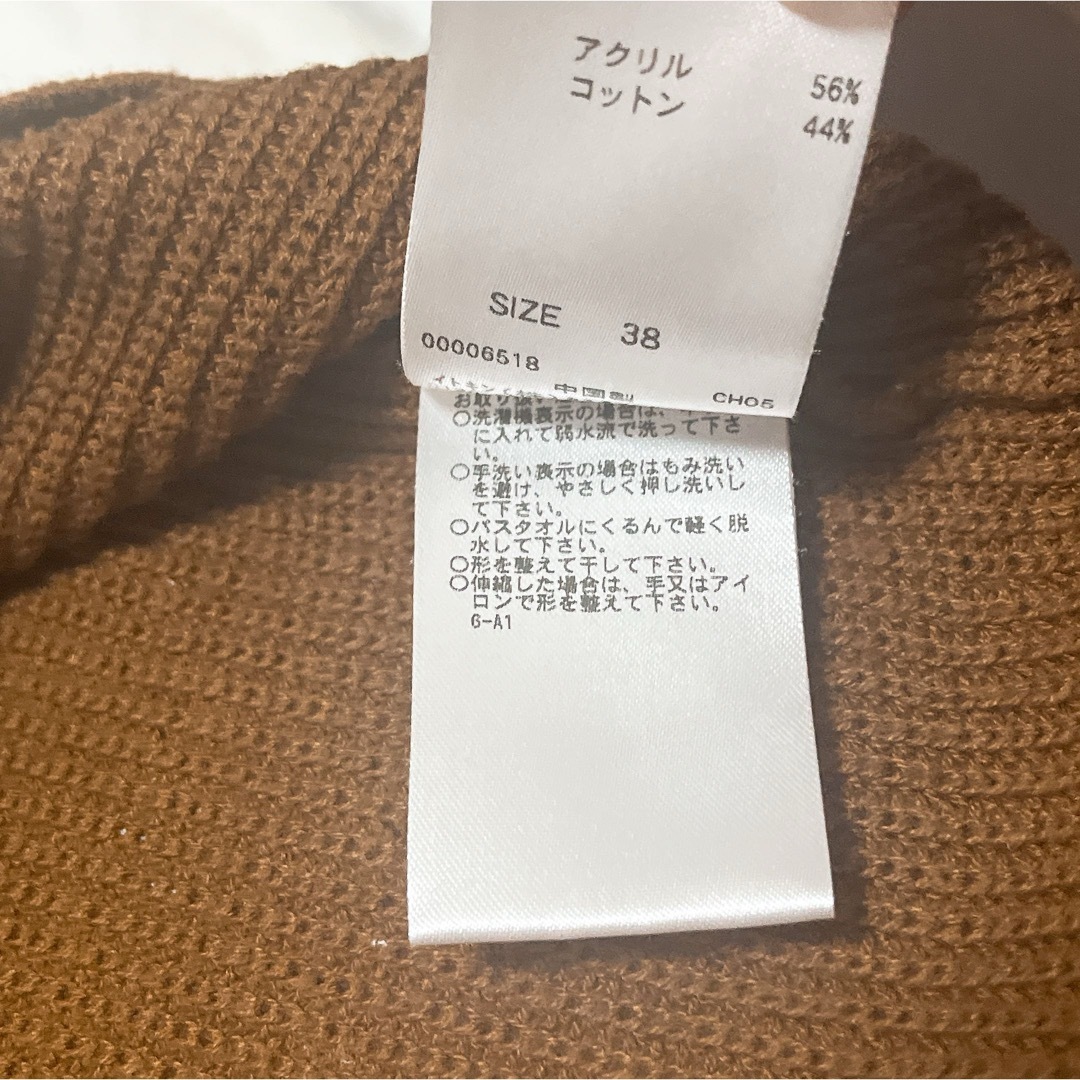 アクリル 56%
コットン 44%
SIZE 38
00006518
中国製 CH05
お取り扱い
○洗濯機表示の場合は、
に入れて弱水流で洗って下さ
い。
○手洗い表示の場合はもみ洗い
を避け、やさしく押し洗いし
て下さい。
○バスタオルにくるんで軽く脱
水して下さい。
○形を整えて干して下さい。
○伸縮した場合は、手又はアイ
ロンで形を整えて下さい。
G-A1